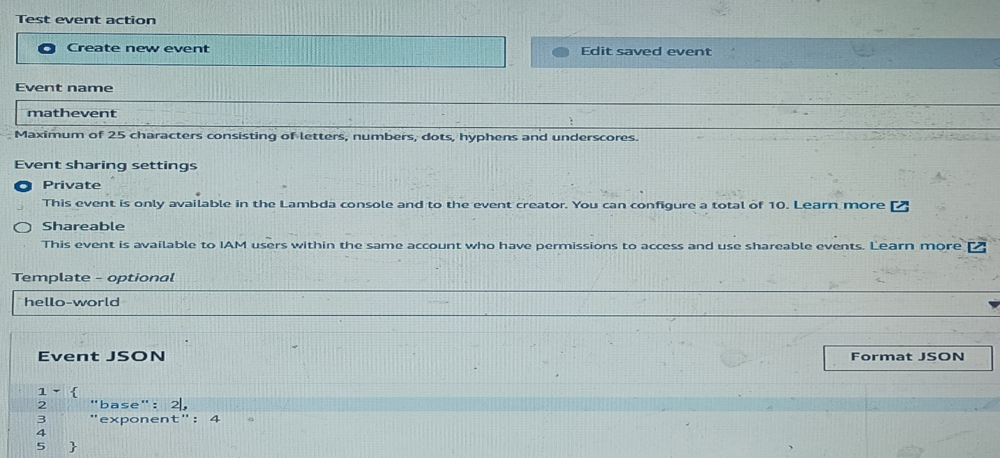 Test event action
Create new event
Edit saved event
Event name
mathevent
Maximum of 25 characters consisting of letters, numbers, dots, hyphens and underscores.
Event sharing settings
Private
This event is only available in the Lambda console and to the event creator. You can configure a total of 10. Learn more
Shareable
This event is available to IAM users within the same account who have permissions to access and use shareable events. Learn more
Template - optional
hello-world
Event JSON
Format JSON
1 {
2 "base": 2,
3 "exponent": 4
4
5 }